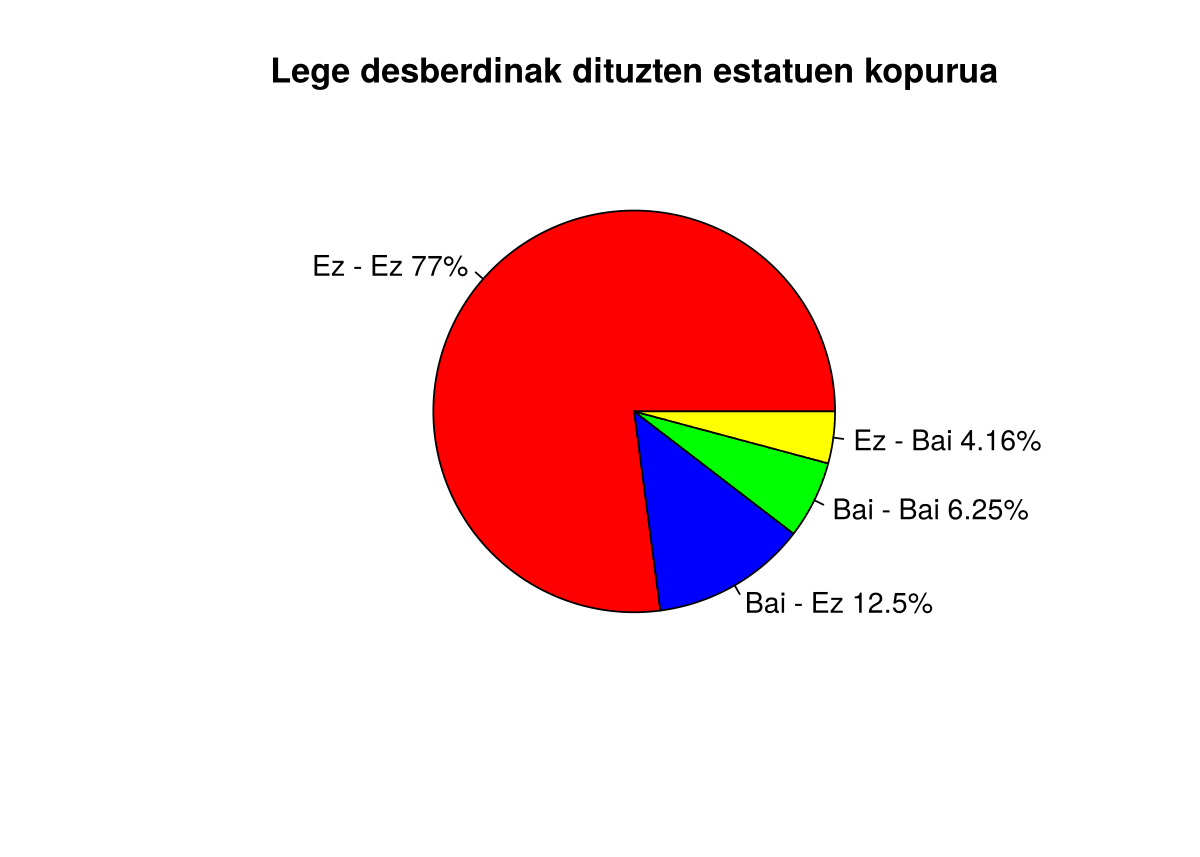 Lege desberdinak dituzten estatuen kopurua
Ez - Ez 77%
Ez - Bai 4.16%
Bai - Bai 6.25%
Bai - Ez 12.5%